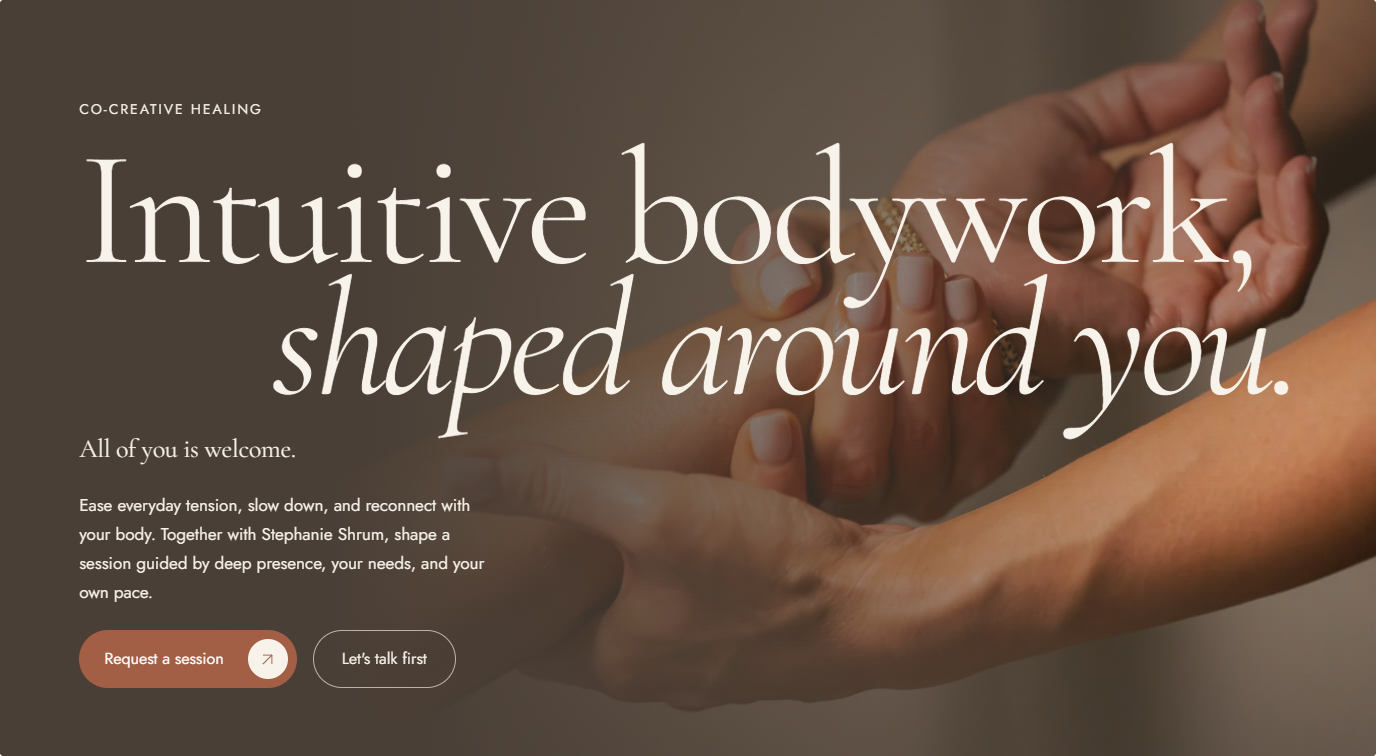 CO-CREATIVE HEALING
Intuitive bodywork,
shaped around you.
All of you is welcome.
Ease everyday tension, slow down, and reconnect with
your body. Together with Stephanie Shrum, shape a
session guided by deep presence, your needs, and your
own pace.
Request a session
Let's talk first